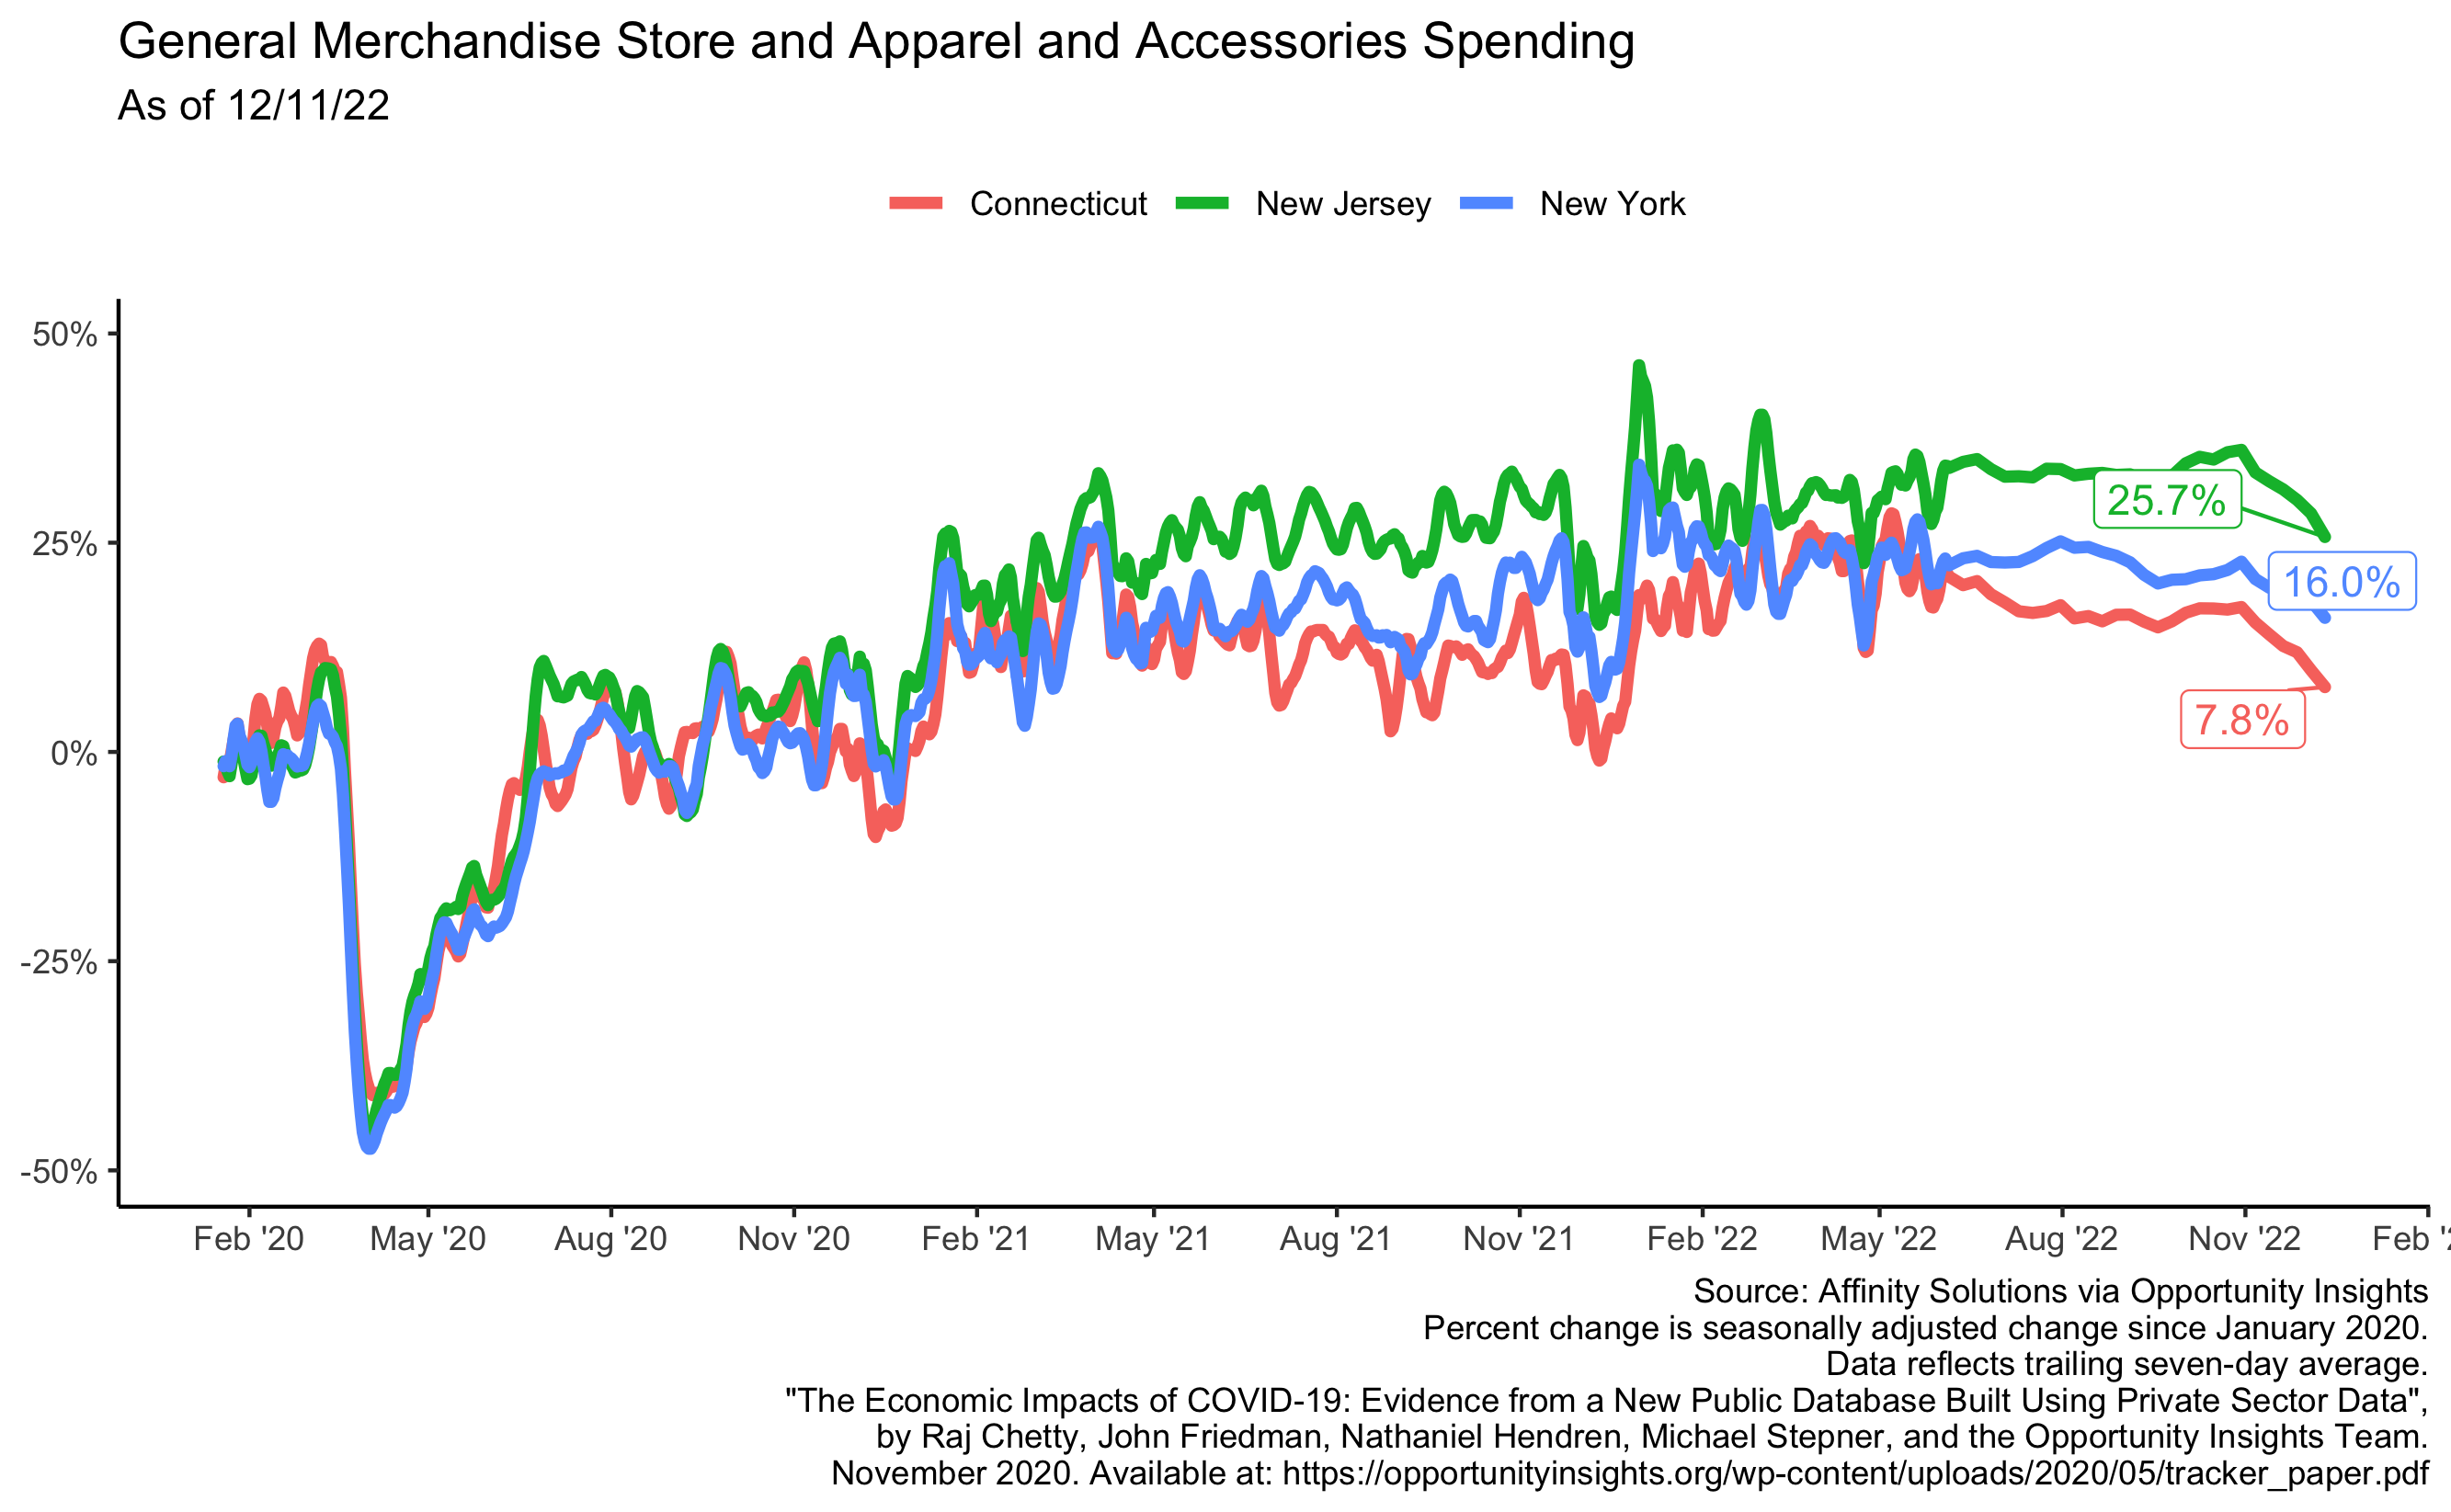 General Merchandise Store and Apparel and Accessories Spending
As of 12/11/22
Connecticut New Jersey New York
50%
25%
0%
-25%
-50%
25.7%
16.0%
7.8%
Feb '20 May '20 Aug '20 Nov '20 Feb '21 May '21 Aug '21 Nov '21 Feb '22 May '22 Aug '22 Nov '22 Feb
Source: Affinity Solutions via Opportunity Insights
Percent change is seasonally adjusted change since January 2020.
Data reflects trailing seven-day average.
"The Economic Impacts of COVID-19: Evidence from a New Public Database Built Using Private Sector Data",
by Raj Chetty, John Friedman, Nathaniel Hendren, Michael Stepner, and the Opportunity Insights Team.
November 2020. Available at: https://opportunityinsights.org/wp-content/uploads/2020/05/tracker_paper.pdf